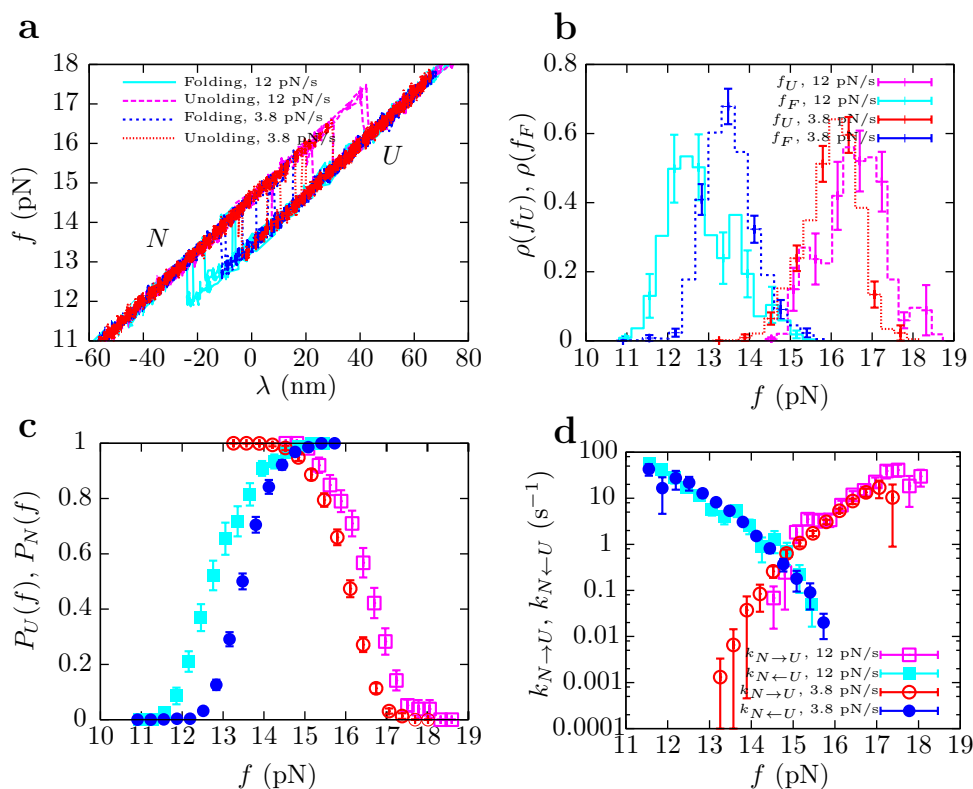 a
18
17
16
15
14
13
12
11
-60
-40
-20
0
20
40
60
80
f (pN)
λ (nm)
Folding, 12 pN/s
Unolding, 12 pN/s
Folding, 3.8 pN/s
Unolding, 3.8 pN/s
N
U
b
0.8
0.6
0.4
0.2
0
10 11 12 13 14 15 16 17 18 19
ρ(f_U), ρ(f_F)
f (pN)
f_U, 12 pN/s
f_F, 12 pN/s
f_U, 3.8 pN/s
f_F, 3.8 pN/s
c
1
0.8
0.6
0.4
0.2
0
10 11 12 13 14 15 16 17 18 19
P_U(f), P_N(f)
f (pN)
d
100
10
1
0.1
0.01
0.001
0.0001
11 12 13 14 15 16 17 18 19
k_{N→U}, k_{N←U} (s⁻¹)
f (pN)
k_{N→U}, 12 pN/s
k_{N←U}, 12 pN/s
k_{N→U}, 3.8 pN/s
k_{N←U}, 3.8 pN/s